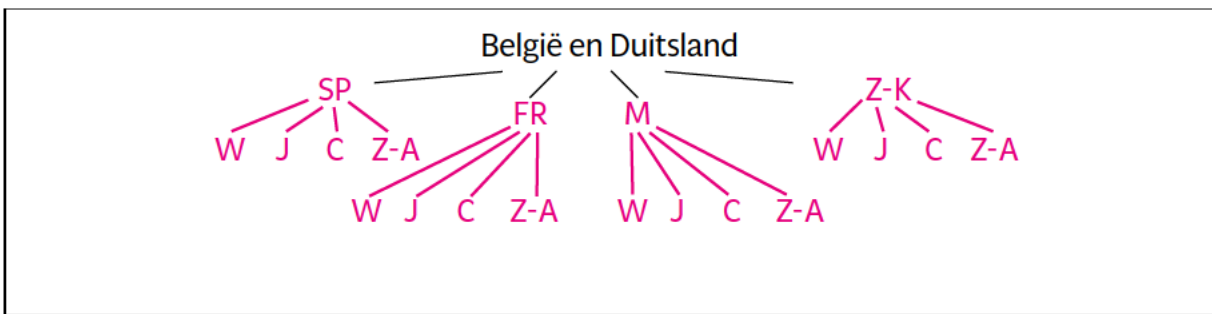 België en Duitsland
SP Z-K
FR M
W J C Z-A W J C Z-A
W J C Z-A W J C Z-A